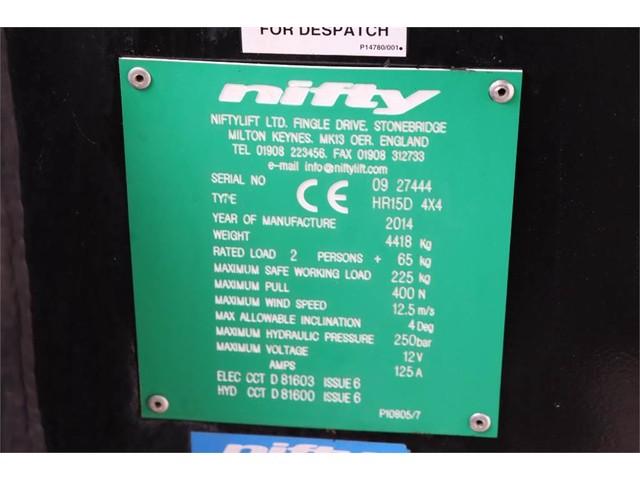 FOR DESPATCH
P14780/001
nifty
NIFTYLIFT LTD. FINGLE DRIVE, STONEBRIDGE
MILTON KEYNES. MK13 OER. ENGLAND
TEL 01908 223456. FAX 01908 312733
e-mail info@niftylift.com
SERIAL NO 09 27444
TYPE CE HR15D 4X4
YEAR OF MANUFACTURE 2014
WEIGHT 4418 Kg
RATED LOAD 2 PERSONS + 65 kg
MAXIMUM SAFE WORKING LOAD 225 kg
MAXIMUM PULL 400 N
MAXIMUM WIND SPEED 12.5 m/s
MAX ALLOWABLE INCLINATION 4 Deg
MAXIMUM HYDRAULIC PRESSURE 250bar
MAXIMUM VOLTAGE 12 V
AMPS 125 A
ELEC CCT D 81603 ISSUE 6
HYD CCT D 81600 ISSUE 6
P10805/7
nifty